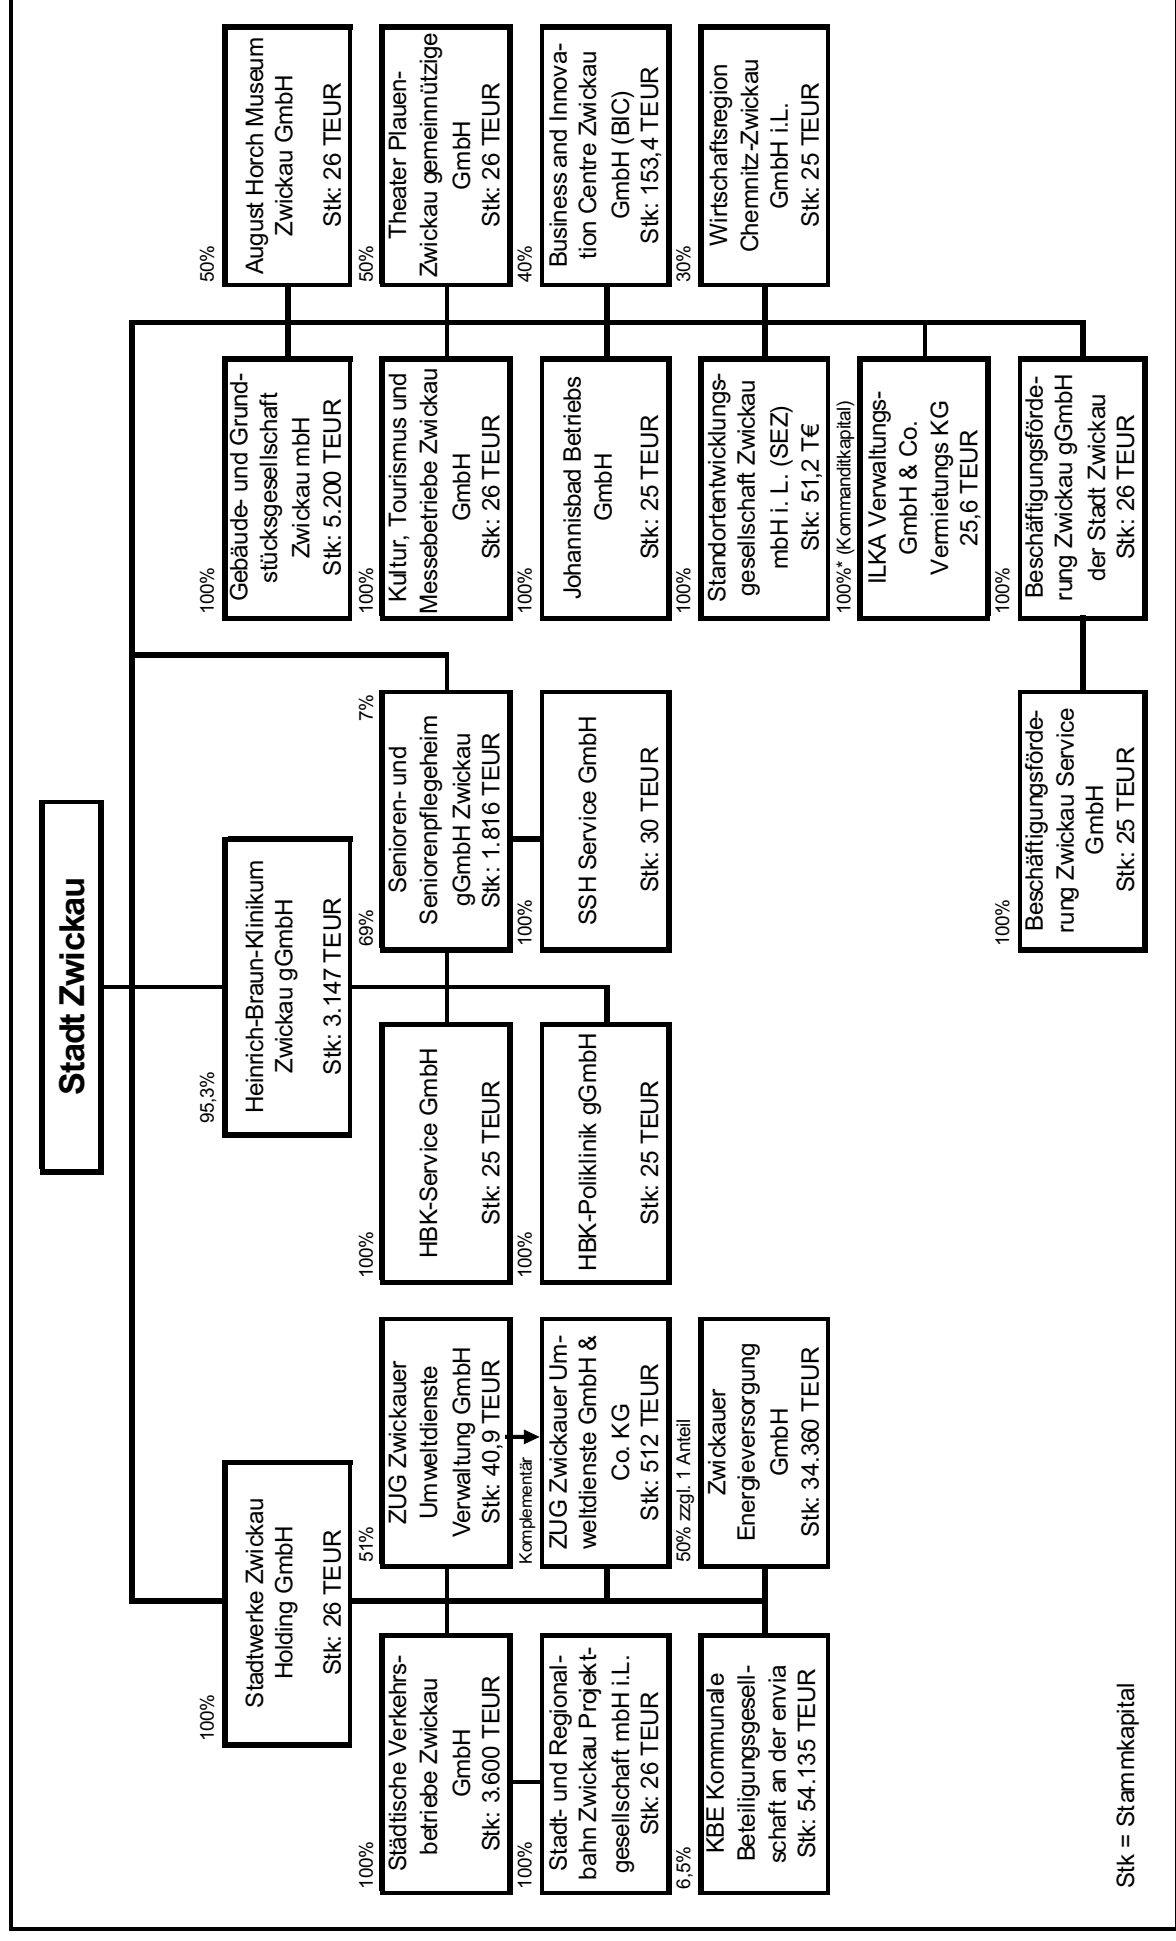 Stadt Zwickau
100%
Stadtwerke Zwickau
Holding GmbH
Stk: 26 TEUR
95,3%
Heinrich-Braun-Klinikum
Zwickau gGmbH
Stk: 3.147 TEUR
100%
Städtische Verkehrs-
betriebe Zwickau
GmbH
Stk: 3.600 TEUR
100%
Stadt- und Regional-
bahn Zwickau Projekt-
gesellschaft mbH i.L.
Stk: 26 TEUR
6,5%
KBE Kommunale
Beteiligungsgesell-
schaft an der envia
Stk: 54.135 TEUR
51%
ZUG Zwickauer
Umweltdienste
Verwaltung GmbH
Stk: 40,9 TEUR
Komplementär
ZUG Zwickauer Um-
weltdienste GmbH &
Co. KG
Stk: 512 TEUR
50% zzgl. 1 Anteil
Zwickauer
Energieversorgung
GmbH
Stk: 34.360 TEUR
100%
HBK-Service GmbH
Stk: 25 TEUR
100%
HBK-Poliklinik gGmbH
Stk: 25 TEUR
69%
7%
Senioren- und
Seniorenpflegeheim
gGmbH Zwickau
Stk: 1.816 TEUR
100%
SSH Service GmbH
Stk: 30 TEUR
100%
Beschäftigungsförde-
rung Zwickau Service
GmbH
Stk: 25 TEUR
100%
Gebäude- und Grund-
stücksgesellschaft
Zwickau mbH
Stk: 5.200 TEUR
100%
Kultur, Tourismus und
Messebetriebe Zwickau
GmbH
Stk: 26 TEUR
100%
Johannisbad Betriebs
GmbH
Stk: 25 TEUR
100%
Standortentwicklungs-
gesellschaft Zwickau
mbH i. L. (SEZ)
Stk: 51,2 T€
100%* (Kommanditkapital)
ILKA Verwaltungs-
GmbH & Co.
Vermietungs KG
25,6 TEUR
100%
Beschäftigungsförde-
rung Zwickau gGmbH
der Stadt Zwickau
Stk: 26 TEUR
50%
August Horch Museum
Zwickau GmbH
Stk: 26 TEUR
50%
Theater Plauen-
Zwickau gemeinnützige
GmbH
Stk: 26 TEUR
40%
Business and Innova-
tion Centre Zwickau
GmbH (BIC)
Stk: 153,4 TEUR
30%
Wirtschaftsregion
Chemnitz-Zwickau
GmbH i.L.
Stk: 25 TEUR
Stk = Stammkapital